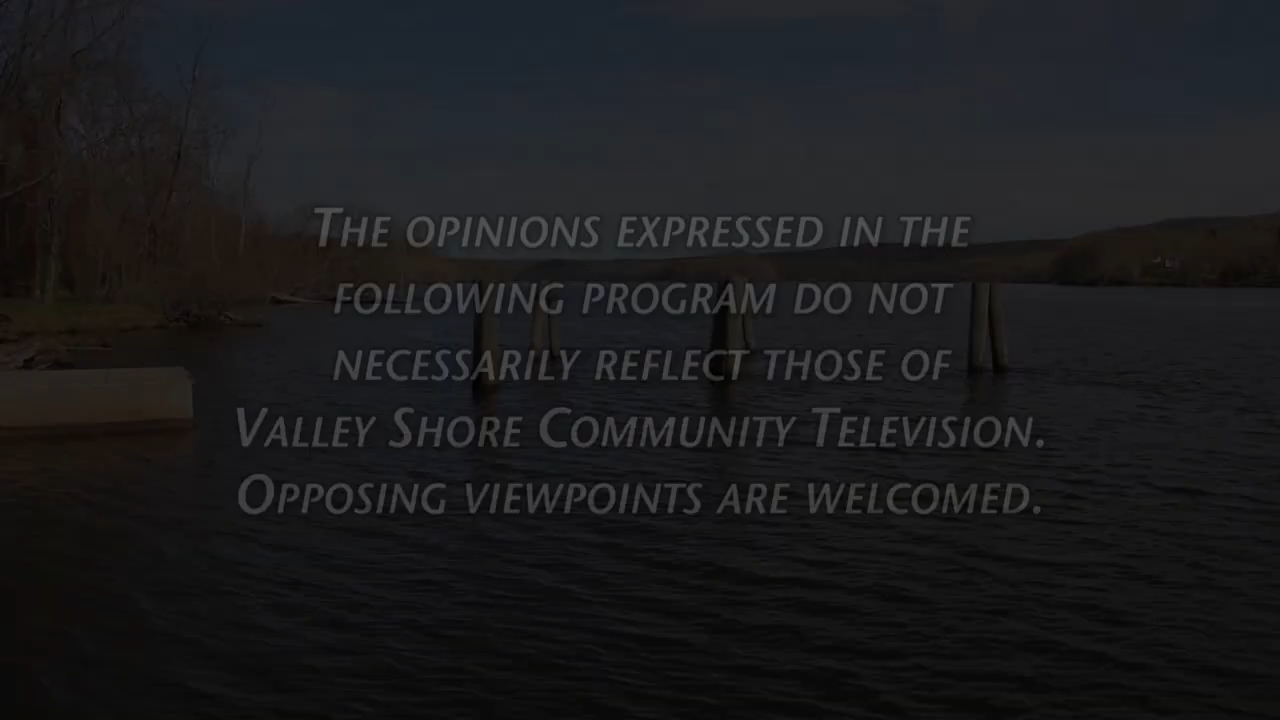 The opinions expressed in the
following program do not
necessarily reflect those of
Valley Shore Community Television.
Opposing viewpoints are welcomed.